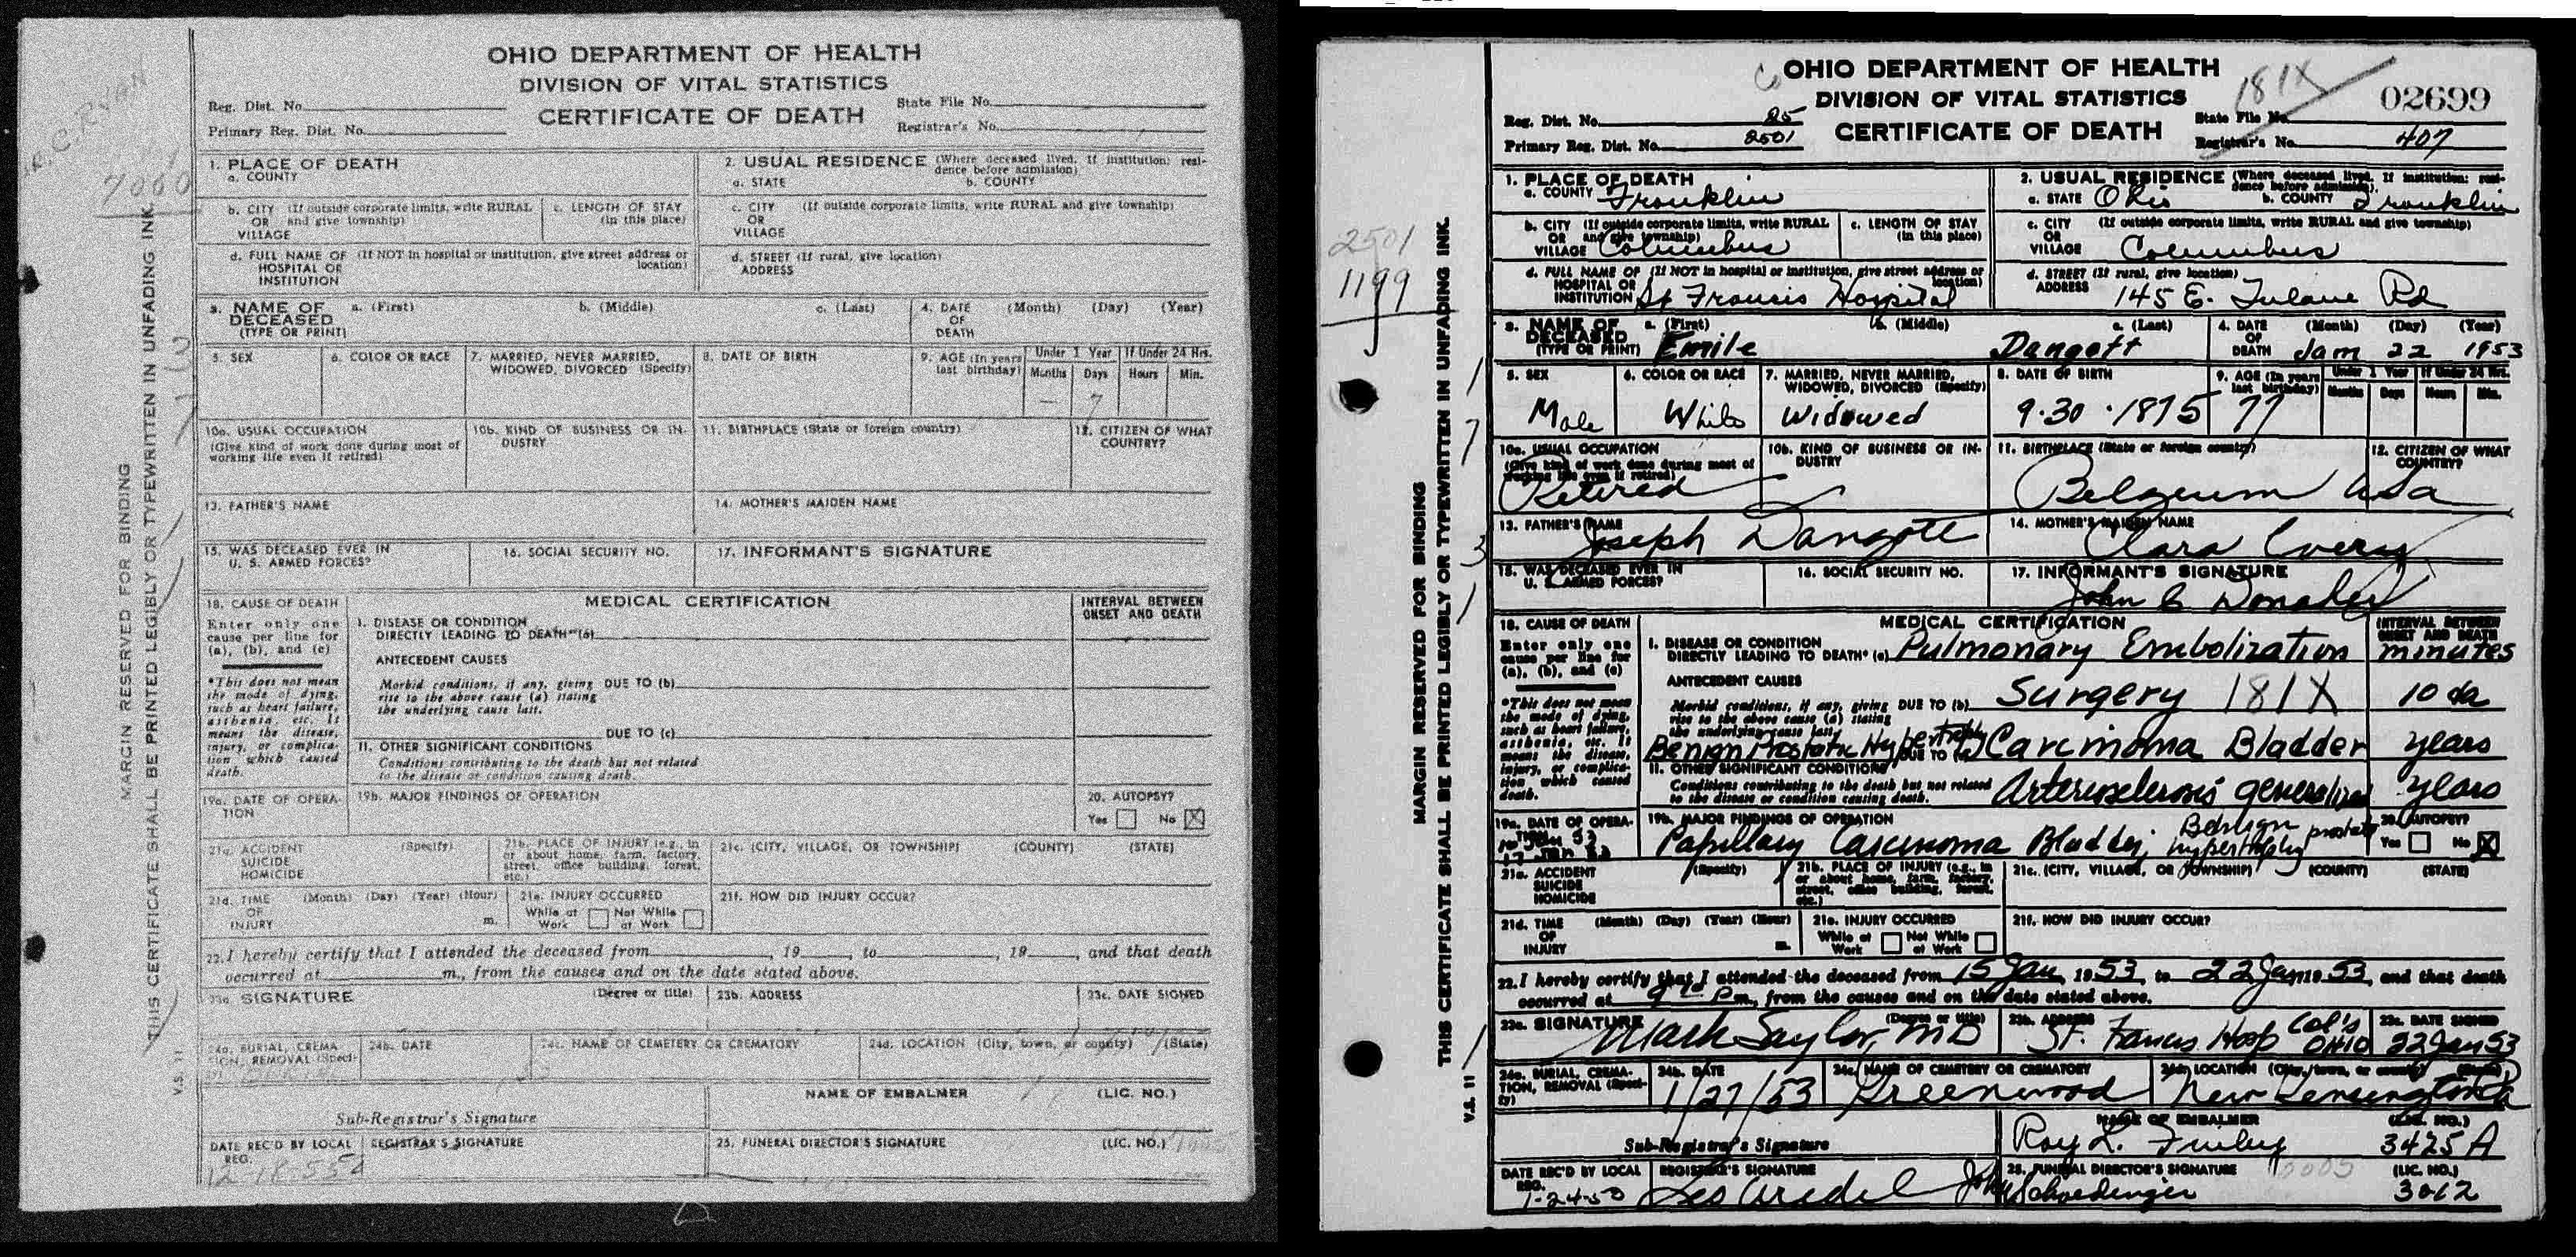 R. C. RYAN
7060
OHIO DEPARTMENT OF HEALTH
DIVISION OF VITAL STATISTICS
CERTIFICATE OF DEATH
Reg. Dist. No.
Primary Reg. Dist. No.
State File No.
Registrar's No.
1. PLACE OF DEATH
a. COUNTY
2. USUAL RESIDENCE (Where deceased lived. If institution: resi-
dence before admission)
a. STATE b. COUNTY
b. CITY (If outside corporate limits, write RURAL
OR and give township)
VILLAGE
c. LENGTH OF STAY
(in this place)
c. CITY (If outside corporate limits, write RURAL and give township)
OR
VILLAGE
d. FULL NAME OF (If NOT in hospital or institution, give street address or
HOSPITAL OR location)
INSTITUTION
d. STREET (If rural, give location)
ADDRESS
3. NAME OF a. (First) b. (Middle) c. (Last)
DECEASED
(TYPE OR PRINT)
4. DATE (Month) (Day) (Year)
OF
DEATH
5. SEX
6. COLOR OR RACE
7. MARRIED, NEVER MARRIED,
WIDOWED, DIVORCED (Specify)
8. DATE OF BIRTH
9. AGE (In years
last birthday)
Under 1 Year If Under 24 Hrs.
Months Days Hours Min.
— 7
10a. USUAL OCCUPATION
(Give kind of work done during most of
working life even if retired)
10b. KIND OF BUSINESS OR IN-
DUSTRY
11. BIRTHPLACE (State or foreign country)
12. CITIZEN OF WHAT
COUNTRY?
13. FATHER'S NAME
14. MOTHER'S MAIDEN NAME
15. WAS DECEASED EVER IN
U. S. ARMED FORCES?
16. SOCIAL SECURITY NO.
17. INFORMANT'S SIGNATURE
18. CAUSE OF DEATH
Enter only one
cause per line for
(a), (b), and (c)
*This does not mean
the mode of dying,
such as heart failure,
asthenia, etc. It
means the disease,
injury, or complica-
tion which caused
death.
MEDICAL CERTIFICATION
INTERVAL BETWEEN
ONSET AND DEATH
I. DISEASE OR CONDITION
DIRECTLY LEADING TO DEATH* (a)
ANTECEDENT CAUSES
Morbid conditions, if any, giving DUE TO (b)
rise to the above cause (a) stating
the underlying cause last.
DUE TO (c)
II. OTHER SIGNIFICANT CONDITIONS
Conditions contributing to the death but not related
to the disease or condition causing death.
19a. DATE OF OPERA-
TION
19b. MAJOR FINDINGS OF OPERATION
20. AUTOPSY?
Yes No X
21a. ACCIDENT (Specify)
SUICIDE
HOMICIDE
21b. PLACE OF INJURY (e.g., in
or about home, farm, factory,
street, office building, forest,
etc.)
21c. (CITY, VILLAGE, OR TOWNSHIP) (COUNTY) (STATE)
21d. TIME (Month) (Day) (Year) (Hour)
OF
INJURY m.
21e. INJURY OCCURRED
While at Not While
Work at Work
21f. HOW DID INJURY OCCUR?
22. I hereby certify that I attended the deceased from , 19 , to , 19 , and that death
occurred at m., from the causes and on the date stated above.
23a. SIGNATURE (Degree or title)
23b. ADDRESS
23c. DATE SIGNED
24a. BURIAL, CREMA
TION, REMOVAL (Speci-
fy)
24b. DATE
24c. NAME OF CEMETERY OR CREMATORY
24d. LOCATION (City, town, or county) (State)
Sub-Registrar's Signature
NAME OF EMBALMER (LIC. NO.)
DATE REC'D BY LOCAL
REG.
12-18-55
REGISTRAR'S SIGNATURE
25. FUNERAL DIRECTOR'S SIGNATURE (LIC. NO.)
MARGIN RESERVED FOR BINDING
THIS CERTIFICATE SHALL BE PRINTED LEGIBLY OR TYPEWRITTEN IN UNFADING INK.
V.S. 11
OHIO DEPARTMENT OF HEALTH
DIVISION OF VITAL STATISTICS
CERTIFICATE OF DEATH
181X
02699
Reg. Dist. No. 25
Primary Reg. Dist. No. 2501
State File No.
Registrar's No. 407
2501
1199
1. PLACE OF DEATH
a. COUNTY Franklin
2. USUAL RESIDENCE (Where deceased lived. If institution: resi-
dence before admission).
a. STATE Ohio b. COUNTY Franklin
b. CITY (If outside corporate limits, write RURAL
OR and give township)
VILLAGE Columbus
c. LENGTH OF STAY
(in this place)
c. CITY (If outside corporate limits, write RURAL and give township)
OR
VILLAGE Columbus
d. FULL NAME OF (If NOT in hospital or institution, give street address or
HOSPITAL OR location)
INSTITUTION St Francis Hospital
d. STREET (If rural, give location)
ADDRESS 145 E. Tulane Rd
3. NAME OF a. (First) b. (Middle) c. (Last)
DECEASED
(TYPE OR PRINT) Emile Dangott
4. DATE (Month) (Day) (Year)
OF
DEATH Jan 22 1953
5. SEX
Male
6. COLOR OR RACE
White
7. MARRIED, NEVER MARRIED,
WIDOWED, DIVORCED (Specify)
Widowed
8. DATE OF BIRTH
9-30-1875
9. AGE (In years
last birthday)
77
Under 1 Year If Under 24 Hrs.
Months Days Hours Min.
10a. USUAL OCCUPATION
(Give kind of work done during most of
working life even if retired)
Retired
10b. KIND OF BUSINESS OR IN-
DUSTRY
11. BIRTHPLACE (State or foreign country)
Belgium
12. CITIZEN OF WHAT
COUNTRY?
USA
13. FATHER'S NAME
Joseph Dangott
14. MOTHER'S MAIDEN NAME
Clara
15. WAS DECEASED EVER IN
U. S. ARMED FORCES?
16. SOCIAL SECURITY NO.
17. INFORMANT'S SIGNATURE
John
18. CAUSE OF DEATH
Enter only one
cause per line for
(a), (b), and (c)
*This does not mean
the mode of dying,
such as heart failure,
asthenia, etc. It
means the disease,
injury, or complica-
tion which caused
death.
MEDICAL CERTIFICATION
INTERVAL BETWEEN
ONSET AND DEATH
I. DISEASE OR CONDITION
DIRECTLY LEADING TO DEATH* (a) Pulmonary Embolization minutes
ANTECEDENT CAUSES
Morbid conditions, if any, giving DUE TO (b) Surgery 181X 10 da
rise to the above cause (a) stating
the underlying cause last.
Benign Prostatic Hypertrophy DUE TO (c) Carcinoma Bladder years
II. OTHER SIGNIFICANT CONDITIONS
Conditions contributing to the death but not related
to the disease or condition causing death.
Arteriosclerosis generalized years
19a. DATE OF OPERA-
TION
19b. MAJOR FINDINGS OF OPERATION
Papillary Carcinoma Bladder, Benign prostate hypertrophy
20. AUTOPSY?
Yes No X
21a. ACCIDENT (Specify)
SUICIDE
HOMICIDE
21b. PLACE OF INJURY (e.g., in
or about home, farm, factory,
street, office building, forest,
etc.)
21c. (CITY, VILLAGE, OR TOWNSHIP) (COUNTY) (STATE)
21d. TIME (Month) (Day) (Year) (Hour)
OF
INJURY m.
21e. INJURY OCCURRED
While at Not While
Work at Work
21f. HOW DID INJURY OCCUR?
22. I hereby certify that I attended the deceased from 15 Jan, 1953, to 22 Jan 1953, and that death
occurred at P m., from the causes and on the date stated above.
23a. SIGNATURE (Degree or title)
Mark Saylor, MD
23b. ADDRESS
St. Francis Hosp Col's OHIO
23c. DATE SIGNED
22 Jan 53
24a. BURIAL, CREMA-
TION, REMOVAL (Speci-
fy)
24b. DATE
1/27/53
24c. NAME OF CEMETERY OR CREMATORY
Greenwood
24d. LOCATION (City, town, or county) (State)
New Kensington Pa
Sub-Registrar's Signature
NAME OF EMBALMER (LIC. NO.)
Roy L. 3425A
DATE REC'D BY LOCAL
REG.
1-24-53
REGISTRAR'S SIGNATURE
25. FUNERAL DIRECTOR'S SIGNATURE (LIC. NO.)
John Schoedinger 3012
MARGIN RESERVED FOR BINDING
THIS CERTIFICATE SHALL BE PRINTED LEGIBLY OR TYPEWRITTEN IN UNFADING INK.
V.S. 11